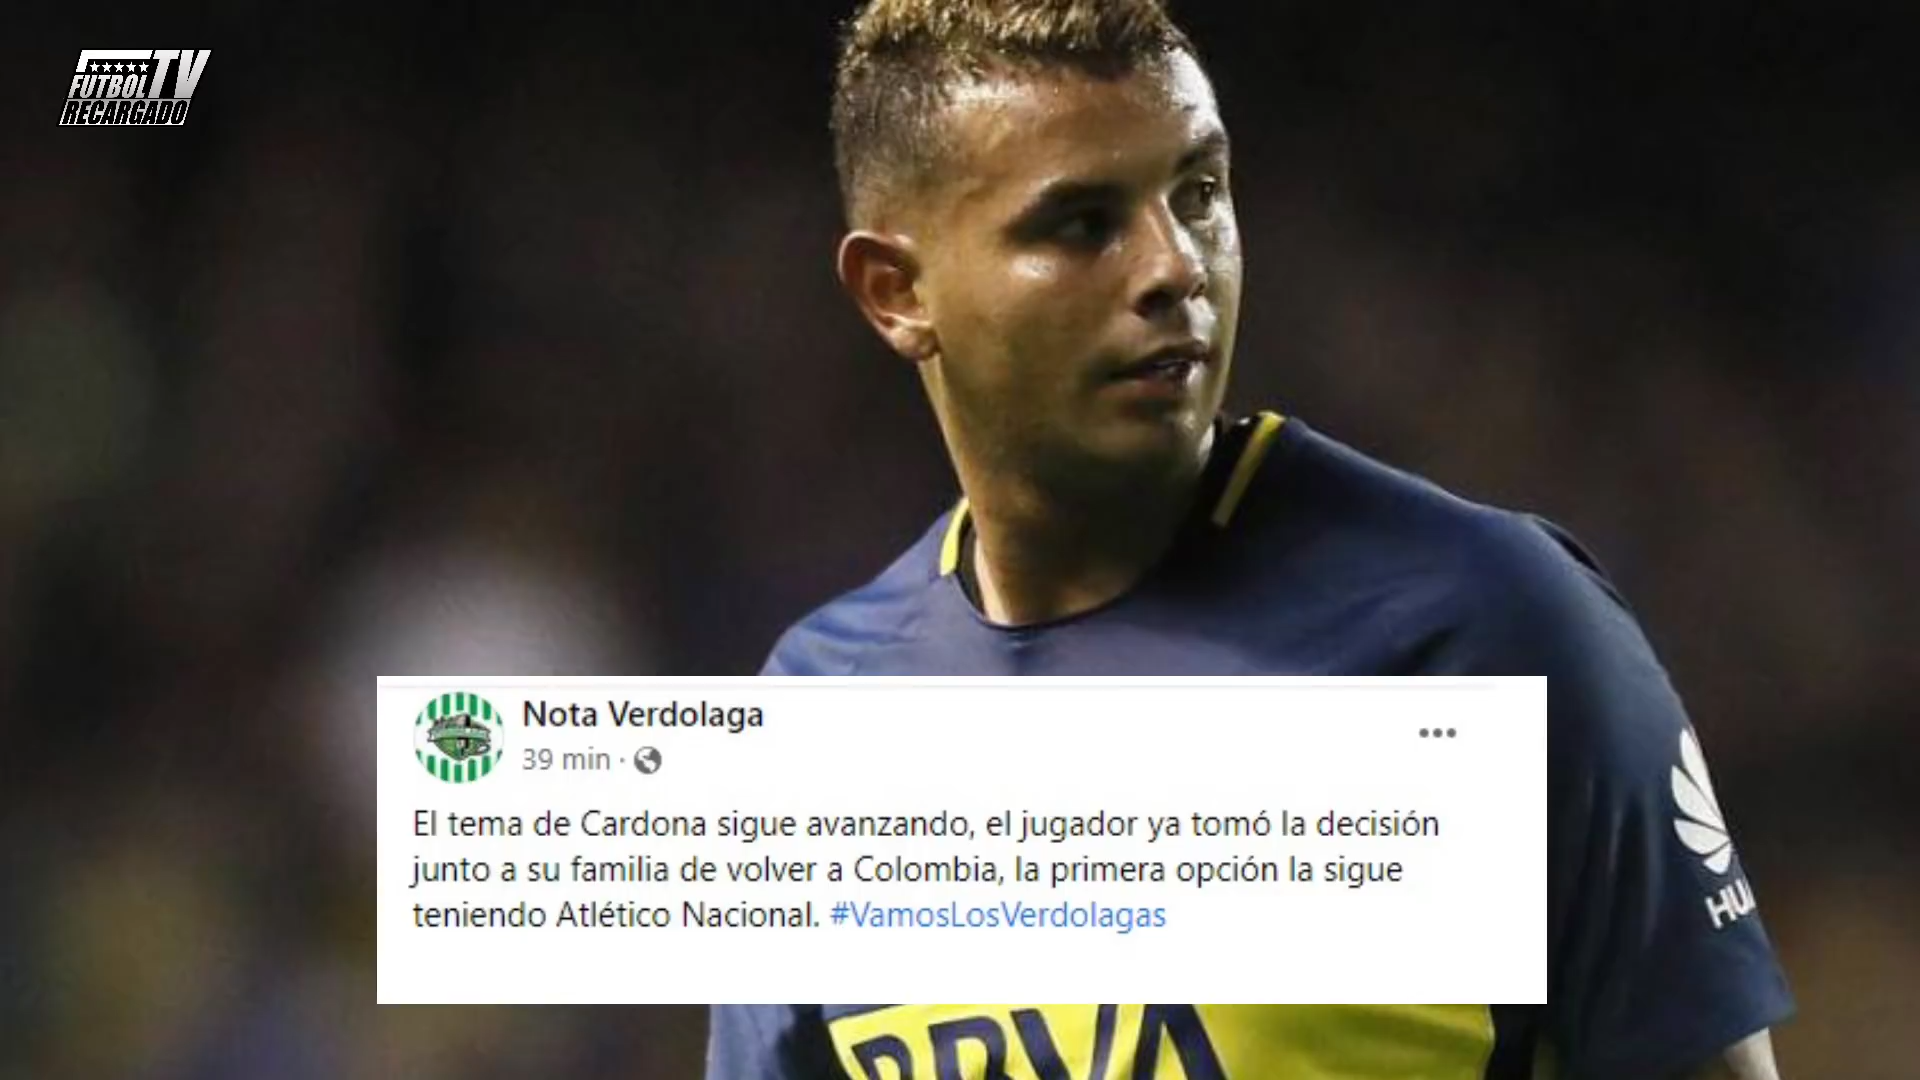 FUTBOL TV
RECARGADO
Nota Verdolaga
39 min ·
El tema de Cardona sigue avanzando, el jugador ya tomó la decisión
junto a su familia de volver a Colombia, la primera opción la sigue
teniendo Atlético Nacional. #VamosLosVerdolagas
BBVA